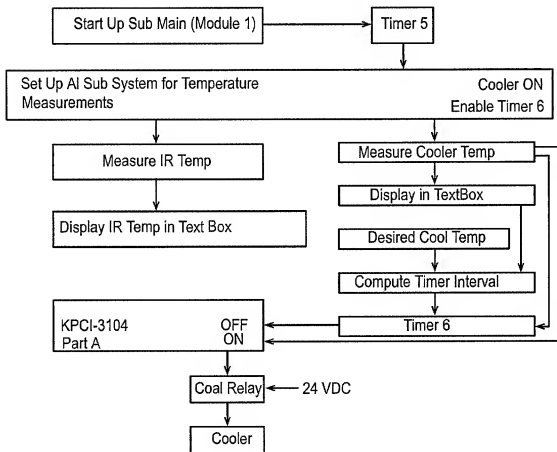 Start Up Sub Main (Module 1)
Timer 5
Set Up AI Sub System for Temperature
Measurements
Cooler ON
Enable Timer 6
Measure IR Temp
Display IR Temp in Text Box
Measure Cooler Temp
Display in TextBox
Desired Cool Temp
Compute Timer Interval
Timer 6
KPCI-3104
Part A
OFF
ON
Coal Relay
24 VDC
Cooler